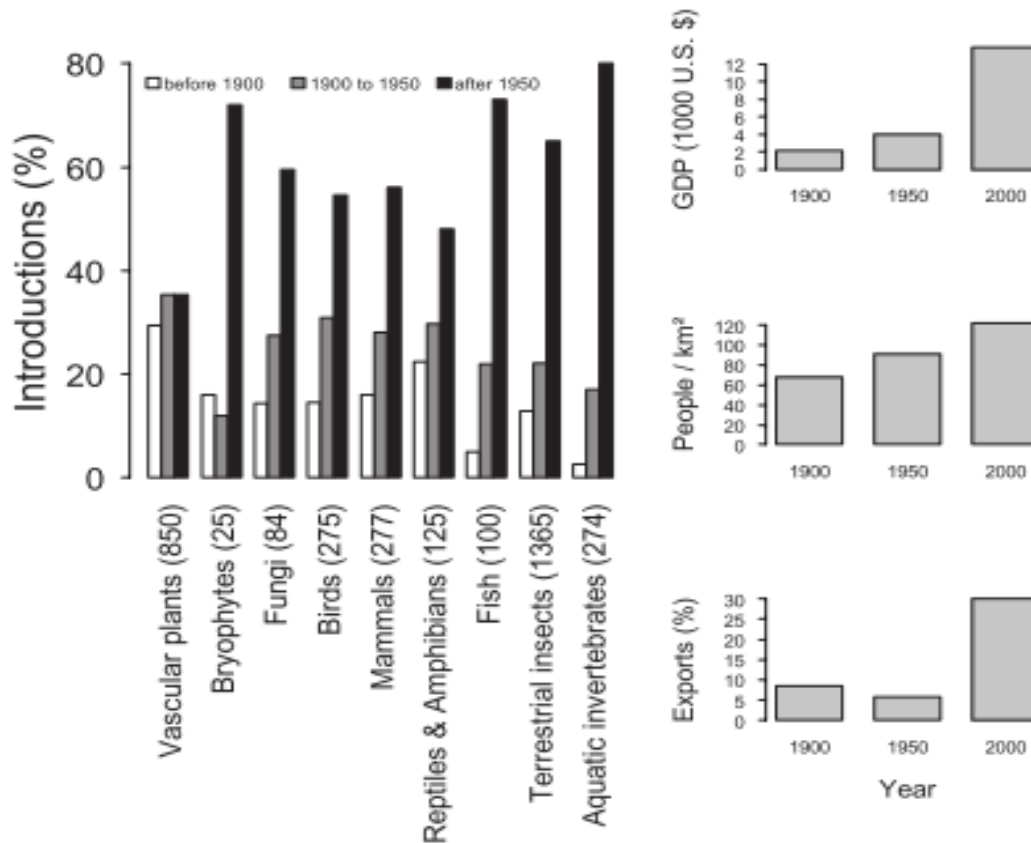 Introductions (%)
80
60
40
20
0
before 1900
1900 to 1950
after 1950
Vascular plants (850)
Bryophytes (25)
Fungi (84)
Birds (275)
Mammals (277)
Reptiles & Amphibians (125)
Fish (100)
Terrestrial insects (1365)
Aquatic invertebrates (274)
GDP (1000 U.S. $)
12
10
8
6
4
2
0
1900 1950 2000
People / km²
120
100
80
60
40
20
0
1900 1950 2000
Exports (%)
30
25
20
15
10
5
0
1900 1950 2000
Year